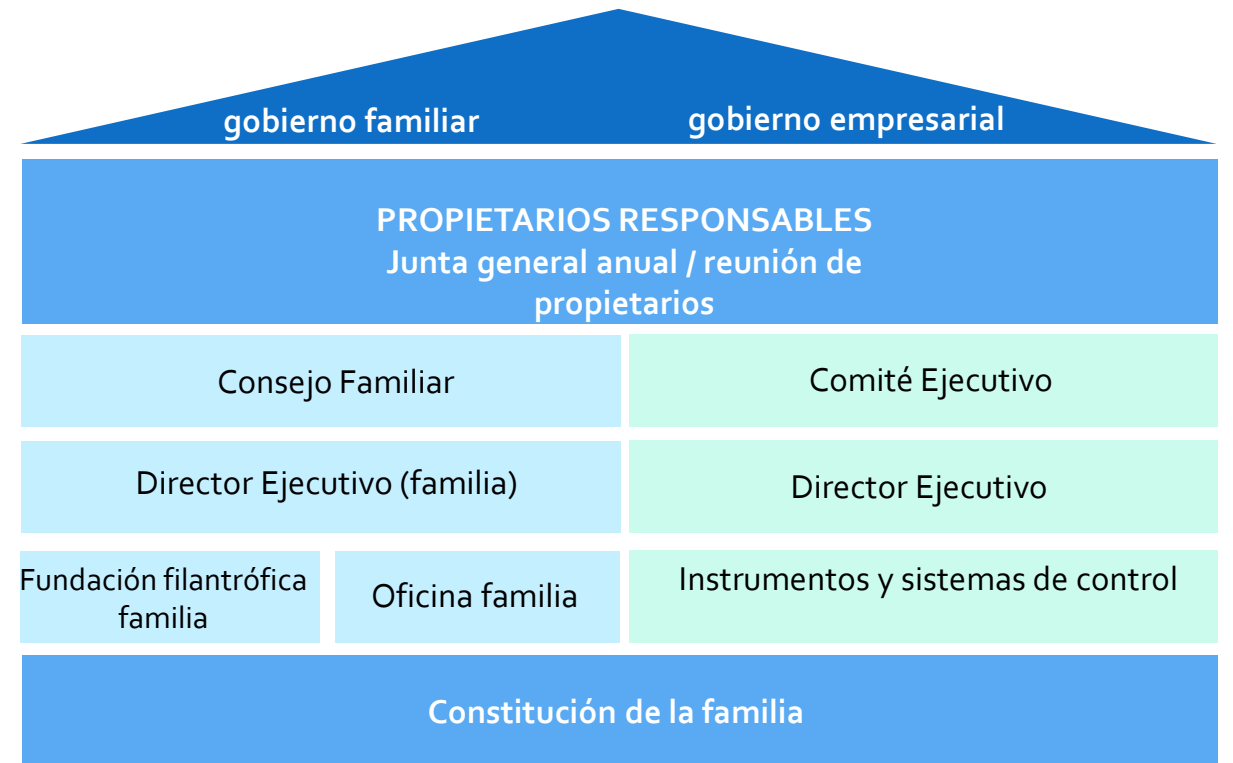 gobierno familiar
gobierno empresarial
PROPIETARIOS RESPONSABLES
Junta general anual / reunión de
propietarios
Consejo Familiar
Comité Ejecutivo
Director Ejecutivo (familia)
Director Ejecutivo
Fundación filantrófica
familia
Oficina familia
Instrumentos y sistemas de control
Constitución de la familia